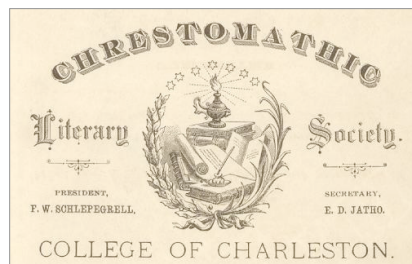 CHRESTOMATHIC
Literary Society.
PRESIDENT,
F. W. SCHLEPEGRELL,
SECRETARY,
E. D. JATHO.
COLLEGE OF CHARLESTON.